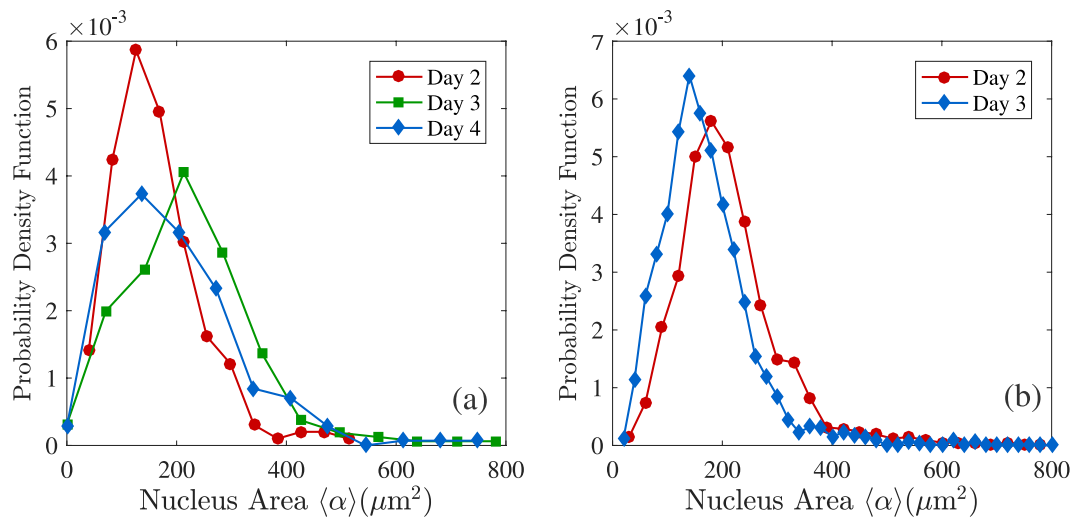 ×10⁻³
6
5
4
3
2
1
0
0 200 400 600 800
Probability Density Function
Nucleus Area ⟨α⟩(μm²)
Day 2
Day 3
Day 4
(a)
×10⁻³
7
6
5
4
3
2
1
0
0 200 400 600 800
Probability Density Function
Nucleus Area ⟨α⟩(μm²)
Day 2
Day 3
(b)